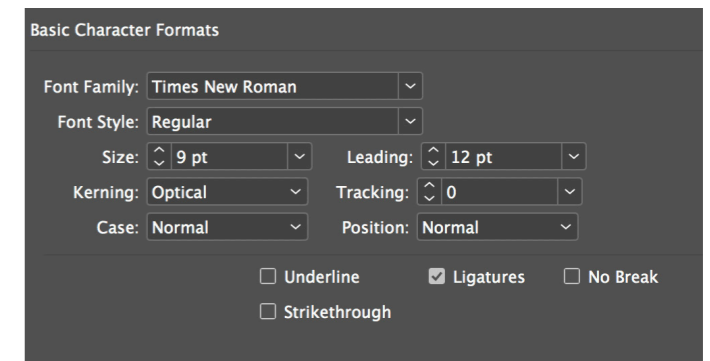 Basic Character Formats
Font Family: Times New Roman
Font Style: Regular
Size: 9 pt Leading: 12 pt
Kerning: Optical Tracking: 0
Case: Normal Position: Normal
Underline Ligatures No Break
Strikethrough